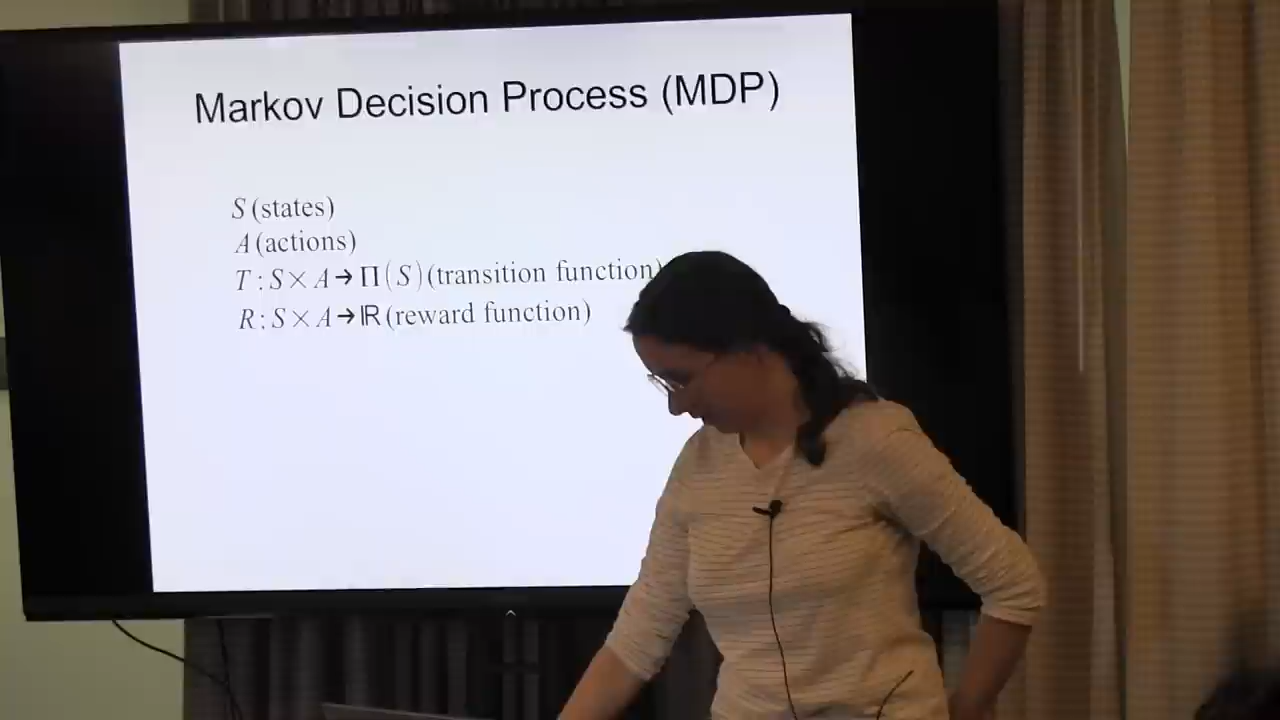 Markov Decision Process (MDP)
S (states)
A (actions)
T : S × A → Π(S) (transition function)
R : S × A → ℝ (reward function)